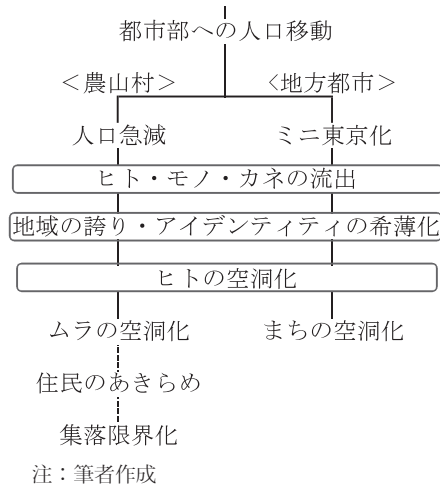 都市部への人口移動
＜農山村＞ ＜地方都市＞
人口急減 ミニ東京化
ヒト・モノ・カネの流出
地域の誇り・アイデンティティの希薄化
ヒトの空洞化
ムラの空洞化 まちの空洞化
住民のあきらめ
集落限界化
注：筆者作成